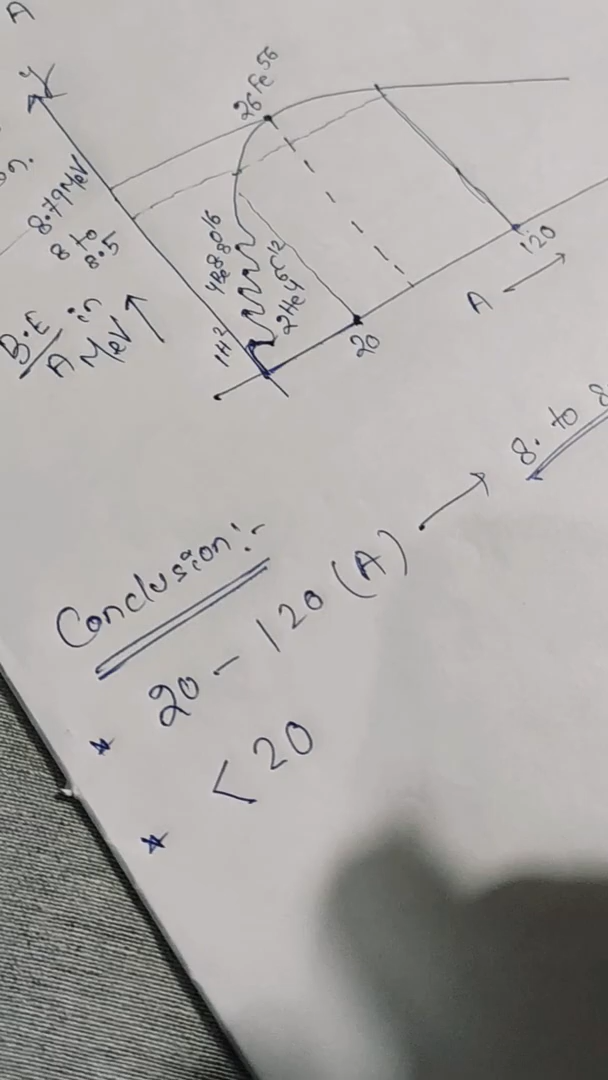 A
on.
y
26Fe56
8.79 MeV
8 to
8.5
B.E/A in
MeV
1H2
4Be8 8O16
2He4 6C12
20
120
A
Conclusion:-
* 20 - 120 (A) → 8. to 8
* < 20